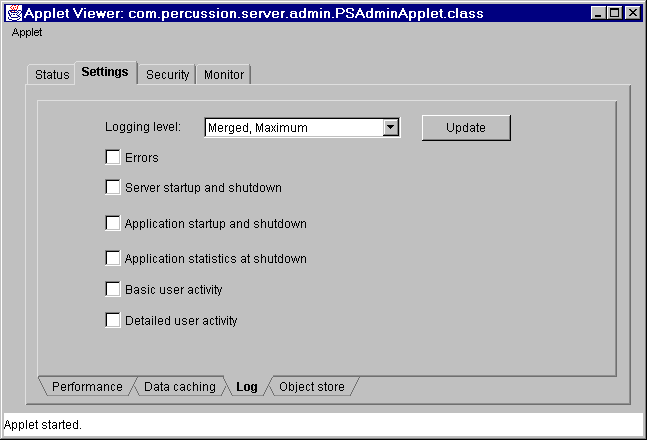 Applet Viewer: com.percussion.server.admin.PSAdminApplet.class
Applet
Status Settings Security Monitor
Logging level: Merged, Maximum Update
Errors
Server startup and shutdown
Application startup and shutdown
Application statistics at shutdown
Basic user activity
Detailed user activity
Performance Data caching Log Object store
Applet started.